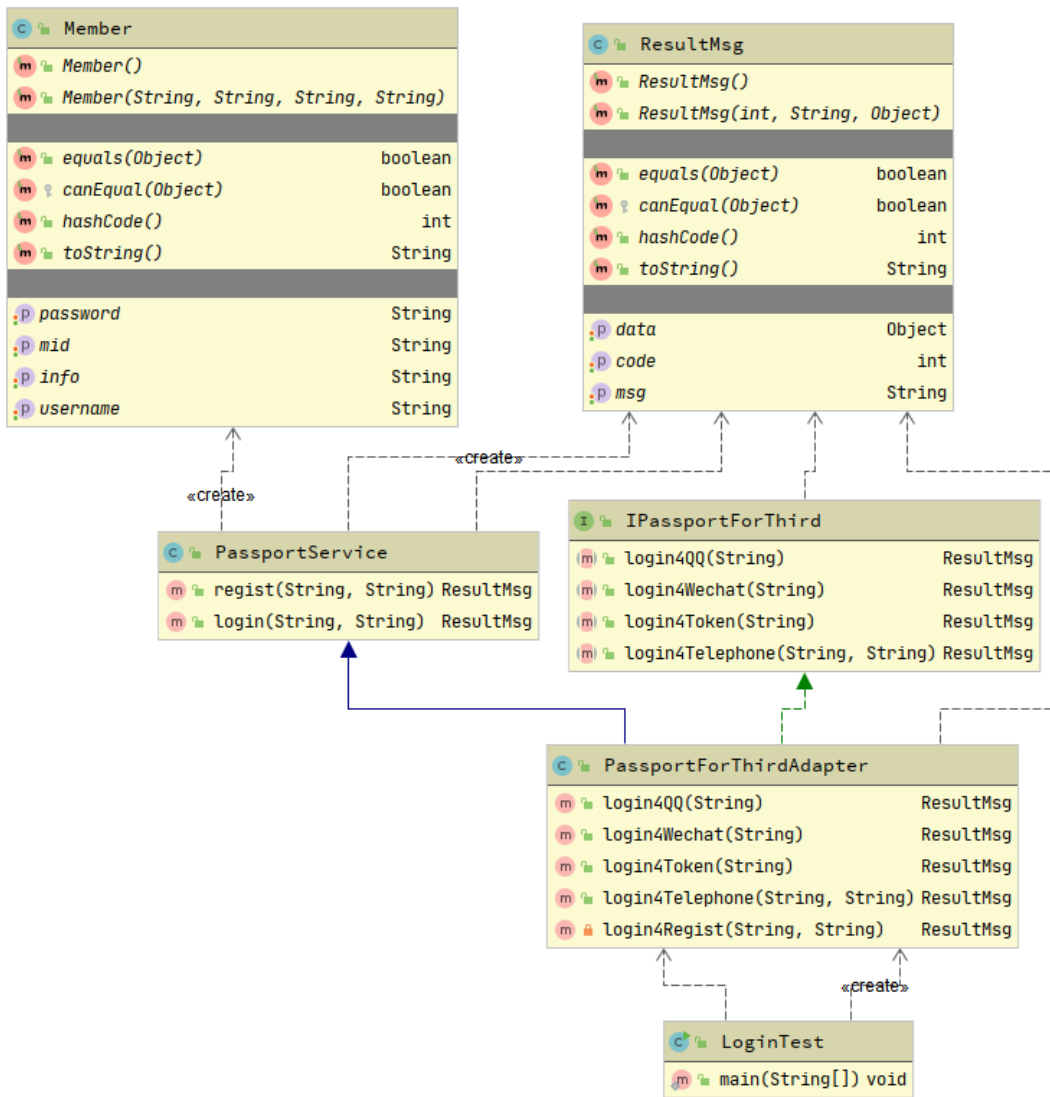 Member
Member()
Member(String, String, String, String)
equals(Object) boolean
canEqual(Object) boolean
hashCode() int
toString() String
password String
mid String
info String
username String
ResultMsg
ResultMsg()
ResultMsg(int, String, Object)
equals(Object) boolean
canEqual(Object) boolean
hashCode() int
toString() String
data Object
code int
msg String
«create»
«create»
PassportService
regist(String, String) ResultMsg
login(String, String) ResultMsg
IPassportForThird
login4QQ(String) ResultMsg
login4Wechat(String) ResultMsg
login4Token(String) ResultMsg
login4Telephone(String, String) ResultMsg
PassportForThirdAdapter
login4QQ(String) ResultMsg
login4Wechat(String) ResultMsg
login4Token(String) ResultMsg
login4Telephone(String, String) ResultMsg
login4Regist(String, String) ResultMsg
«create»
LoginTest
main(String[]) void